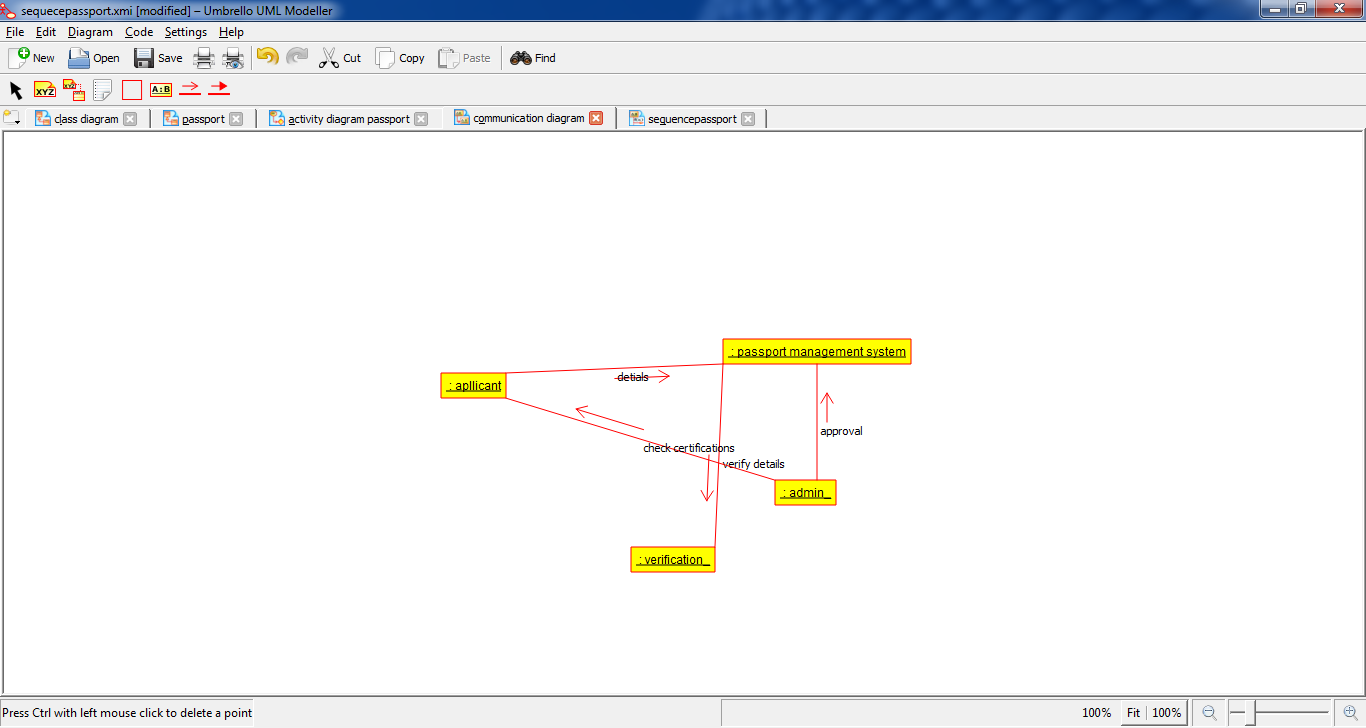 sequecepassport.xmi [modified] – Umbrello UML Modeller
File Edit Diagram Code Settings Help
New Open Save Cut Copy Paste Find
XYZ XYZ A:B
class diagram passport activity diagram passport communication diagram sequencepassport
: passport management system
detials
: apllicant
approval
check certifications
verify details
: admin_
: verification_
Press Ctrl with left mouse click to delete a point 100% Fit 100%